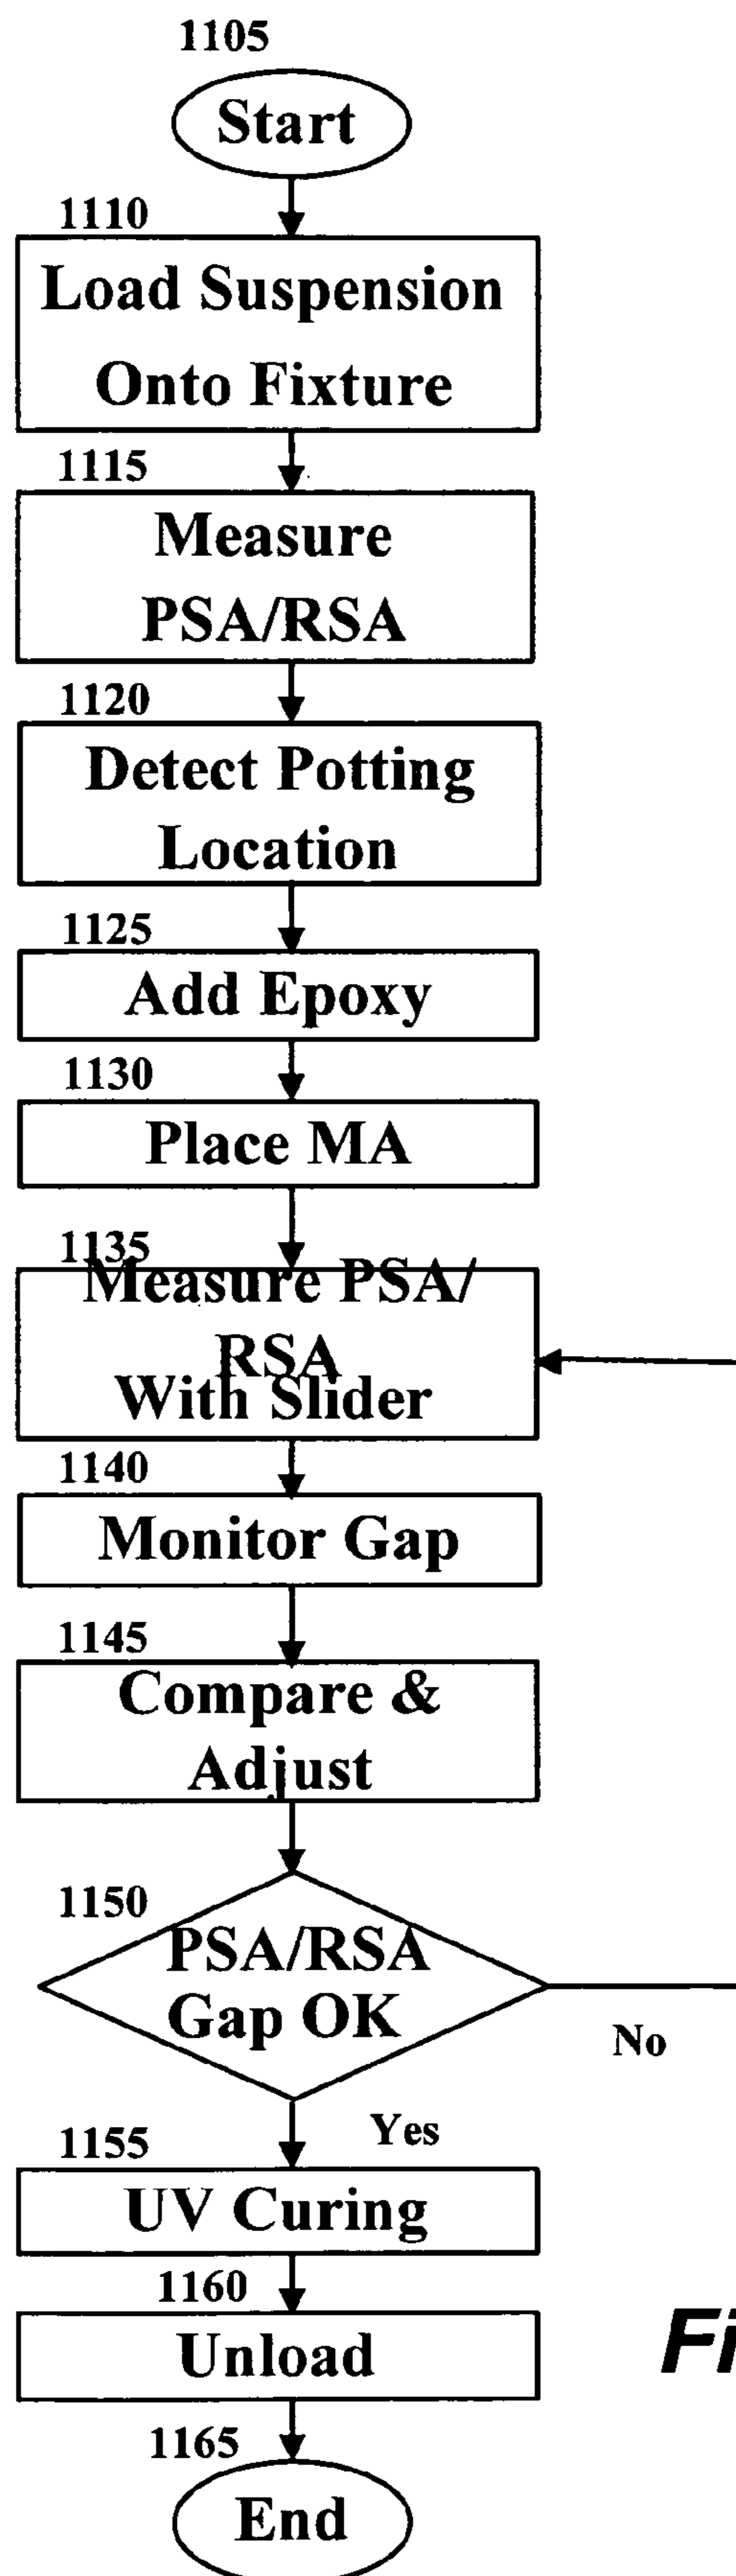 1105
Start
1110
Load Suspension
Onto Fixture
1115
Measure
PSA/RSA
1120
Detect Potting
Location
1125
Add Epoxy
1130
Place MA
1135
Measure PSA/
RSA
With Slider
1140
Monitor Gap
1145
Compare &
Adjust
1150
PSA/RSA
Gap OK
No
Yes
1155
UV Curing
1160
Unload
Fi
1165
End